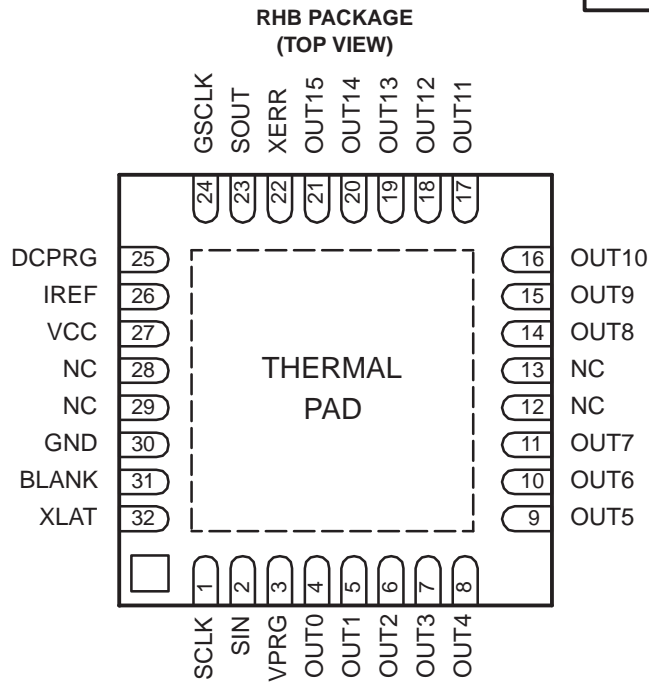 RHB PACKAGE
(TOP VIEW)
GSCLK
SOUT
XERR
OUT15
OUT14
OUT13
OUT12
OUT11
24
23
22
21
20
19
18
17
DCPRG 25
IREF 26
VCC 27
NC 28
NC 29
GND 30
BLANK 31
XLAT 32
THERMAL
PAD
16 OUT10
15 OUT9
14 OUT8
13 NC
12 NC
11 OUT7
10 OUT6
9 OUT5
1
2
3
4
5
6
7
8
SCLK
SIN
VPRG
OUT0
OUT1
OUT2
OUT3
OUT4